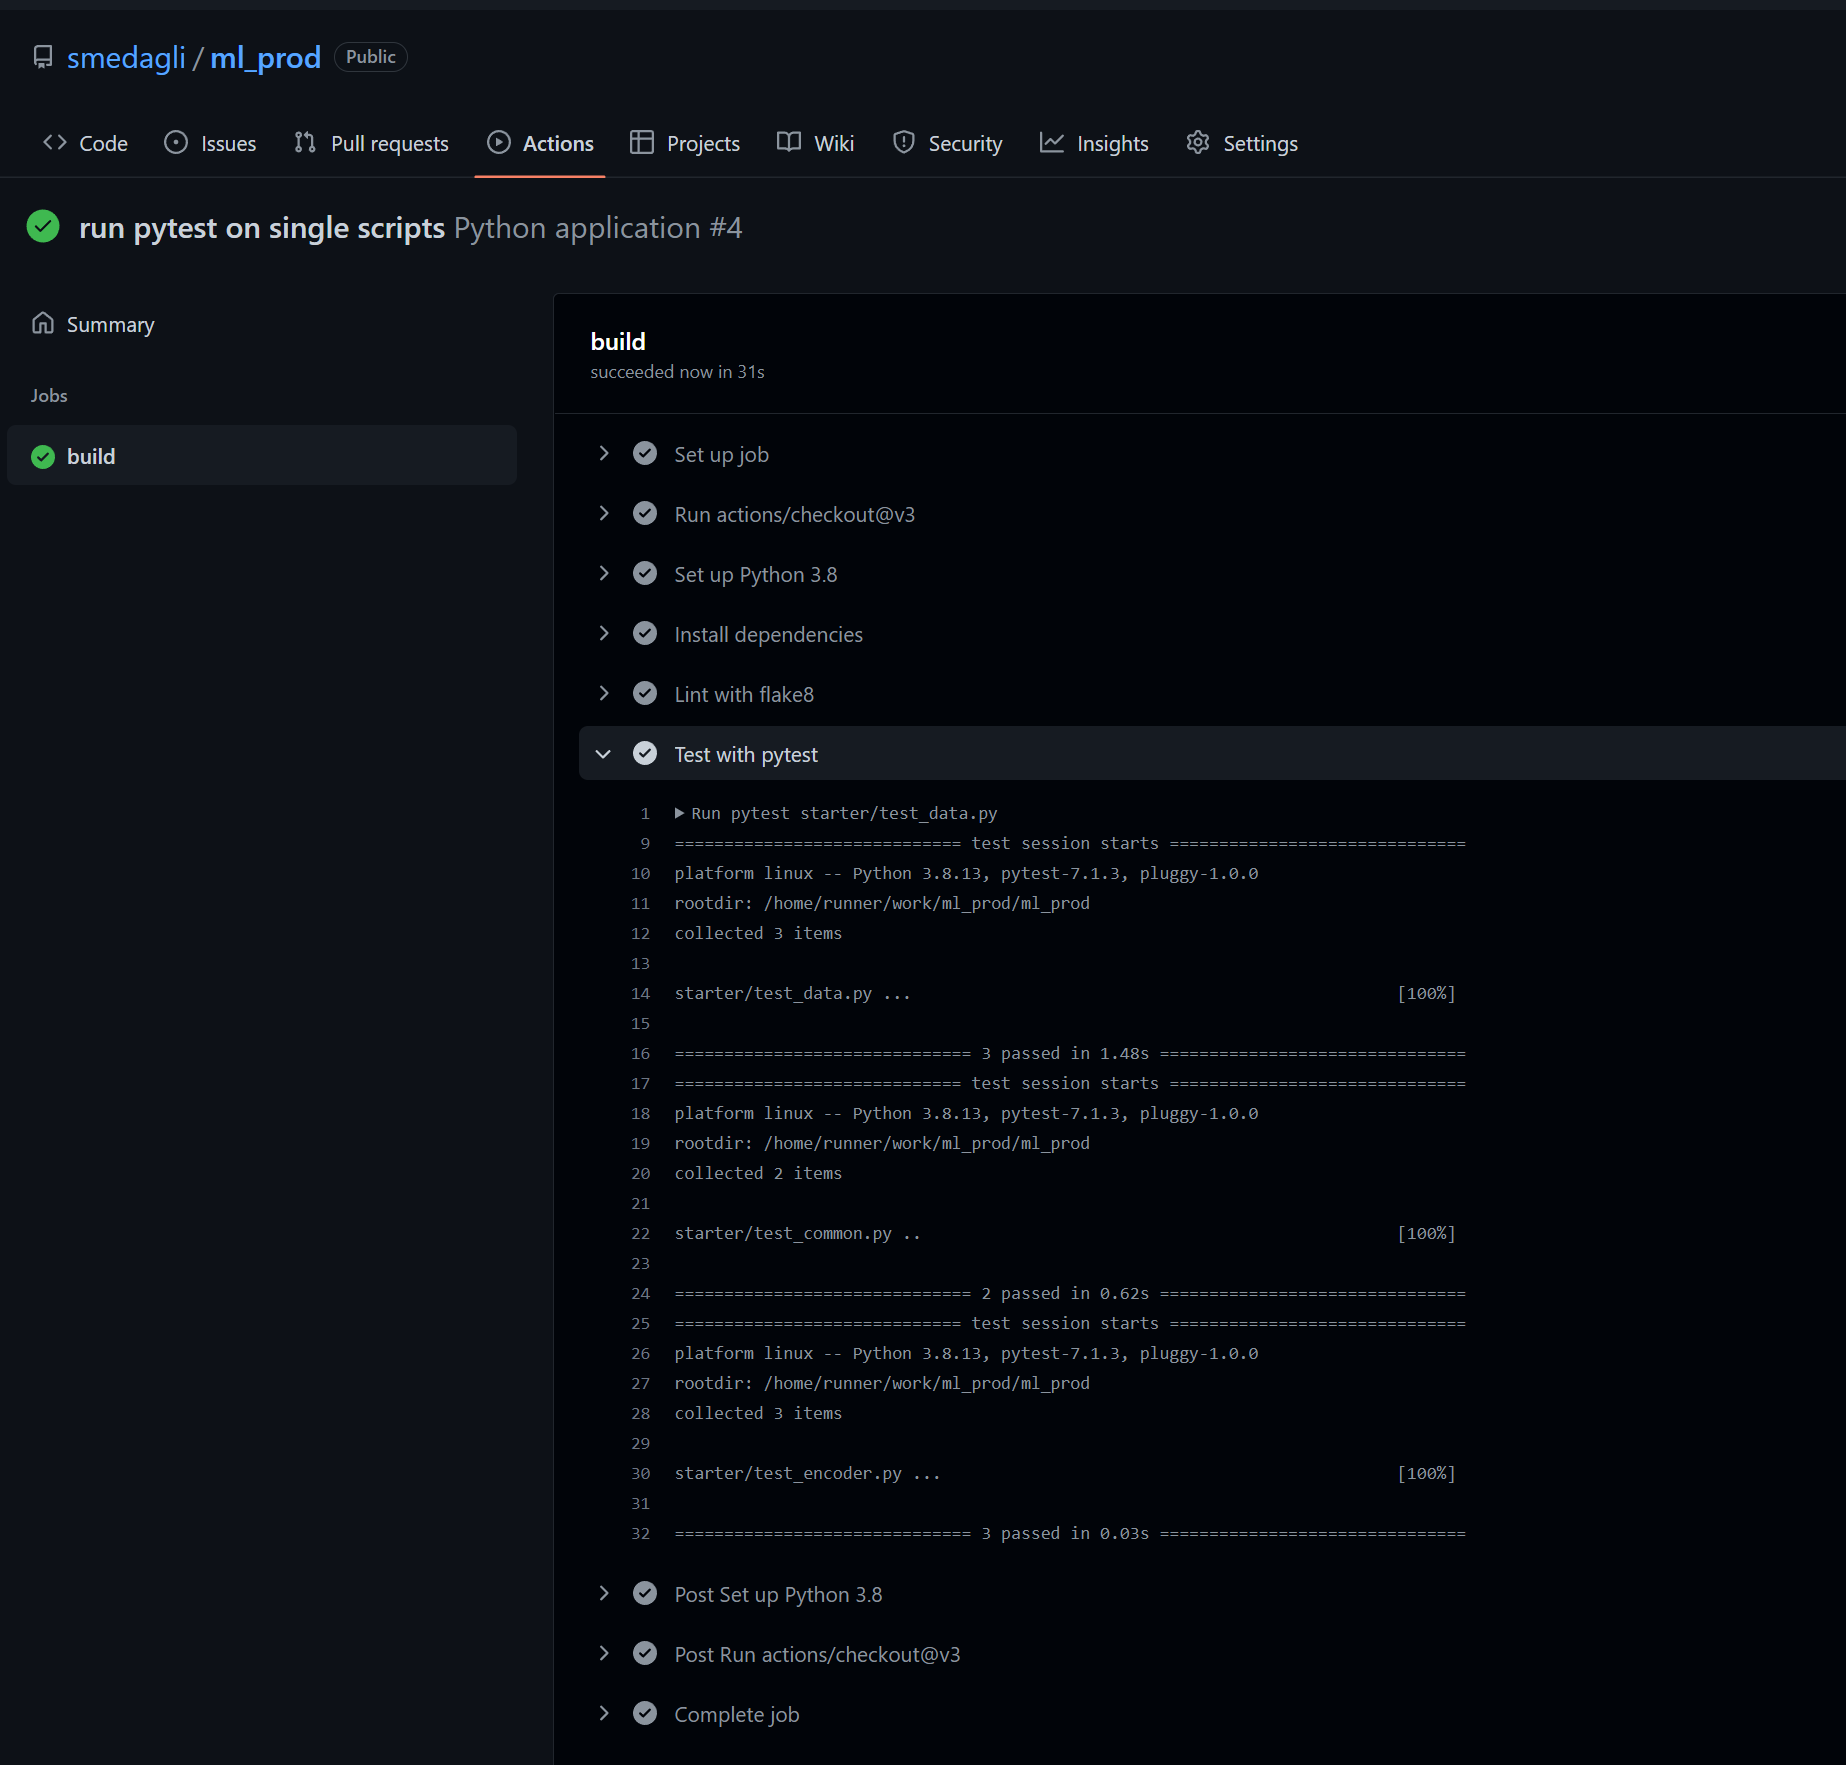 smedagli / ml_prod Public
Code Issues Pull requests Actions Projects Wiki Security Insights Settings
run pytest on single scripts Python application #4
Summary
Jobs
build
build
succeeded now in 31s
Set up job
Run actions/checkout@v3
Set up Python 3.8
Install dependencies
Lint with flake8
Test with pytest
1 Run pytest starter/test_data.py
9 ============================= test session starts ==============================
10 platform linux -- Python 3.8.13, pytest-7.1.3, pluggy-1.0.0
11 rootdir: /home/runner/work/ml_prod/ml_prod
12 collected 3 items
13
14 starter/test_data.py ... [100%]
15
16 ============================== 3 passed in 1.48s ===============================
17 ============================= test session starts ==============================
18 platform linux -- Python 3.8.13, pytest-7.1.3, pluggy-1.0.0
19 rootdir: /home/runner/work/ml_prod/ml_prod
20 collected 2 items
21
22 starter/test_common.py .. [100%]
23
24 ============================== 2 passed in 0.62s ===============================
25 ============================= test session starts ==============================
26 platform linux -- Python 3.8.13, pytest-7.1.3, pluggy-1.0.0
27 rootdir: /home/runner/work/ml_prod/ml_prod
28 collected 3 items
29
30 starter/test_encoder.py ... [100%]
31
32 ============================== 3 passed in 0.03s ===============================
Post Set up Python 3.8
Post Run actions/checkout@v3
Complete job